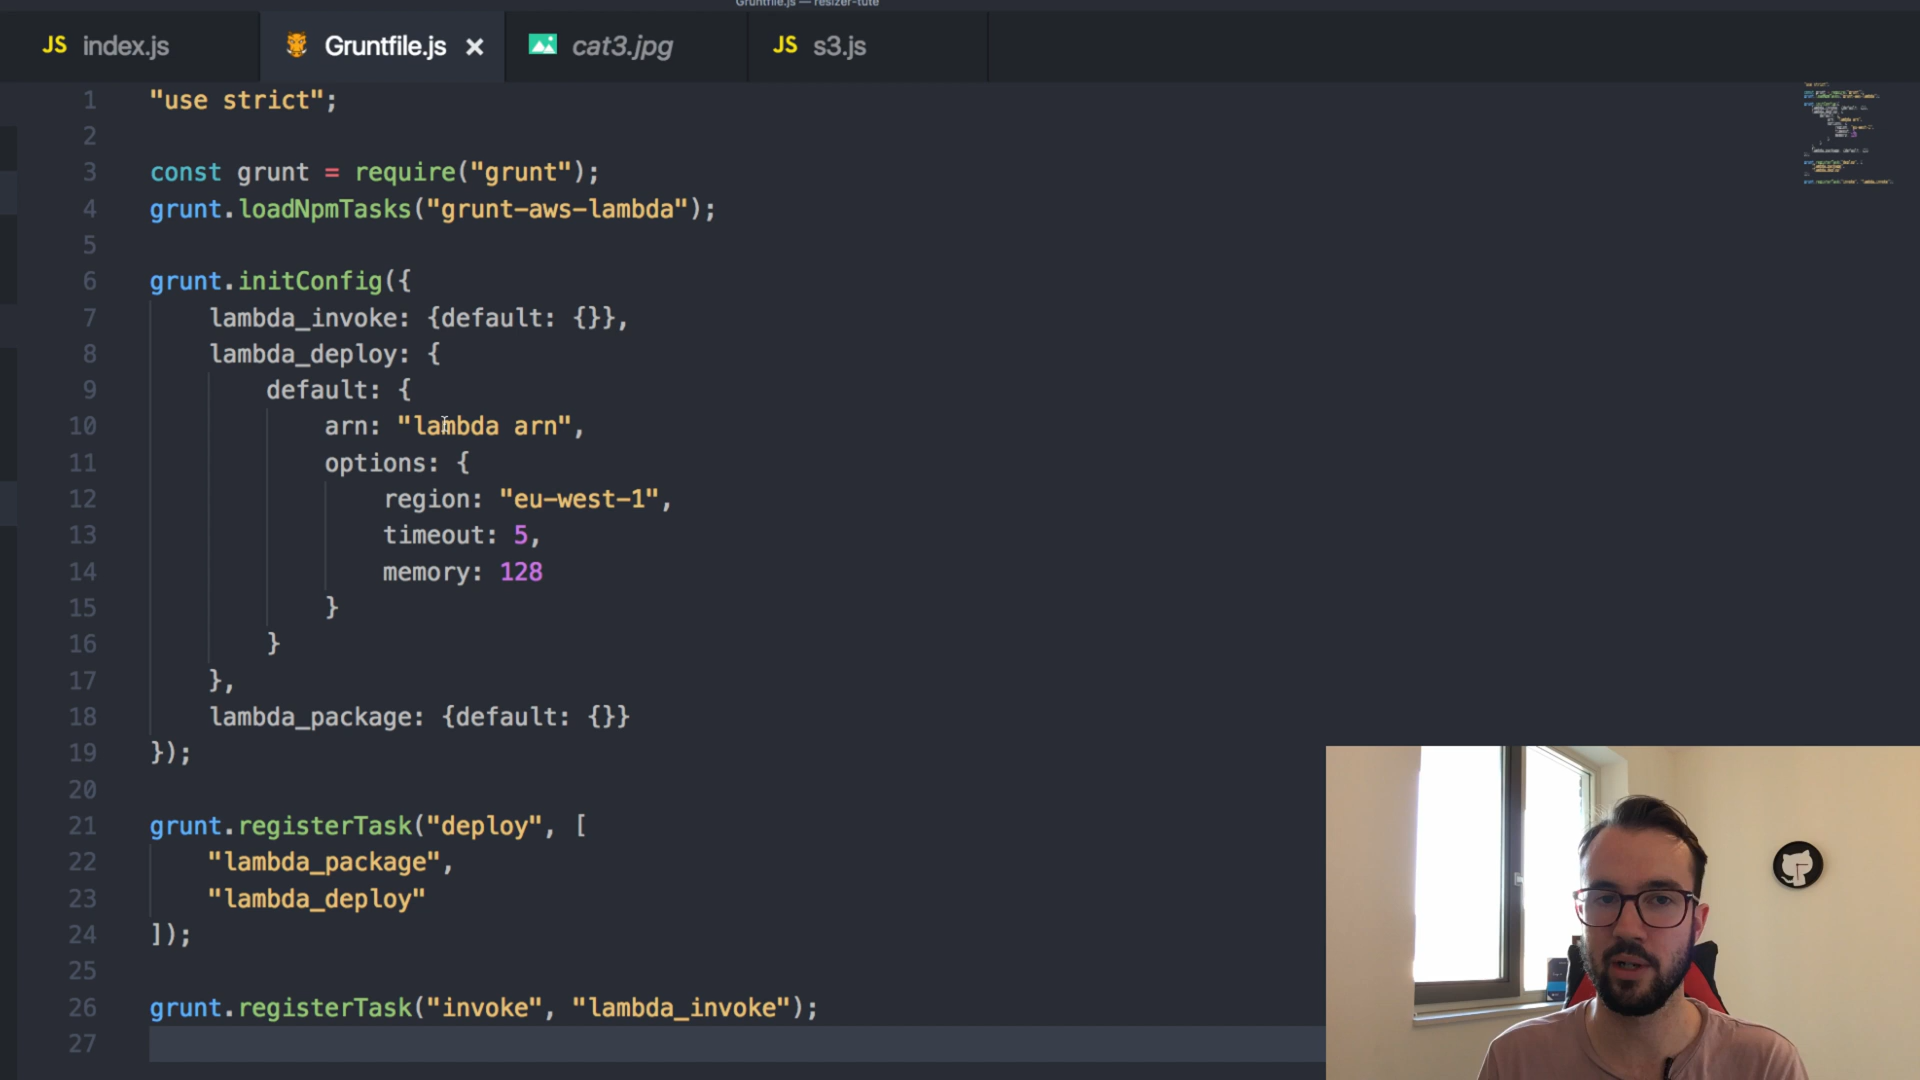 Gruntfile.js — resizer-tute
JS index.js
Gruntfile.js ×
cat3.jpg
JS s3.js
1 "use strict";
2
3 const grunt = require("grunt");
4 grunt.loadNpmTasks("grunt-aws-lambda");
5
6 grunt.initConfig({
7 lambda_invoke: {default: {}},
8 lambda_deploy: {
9 default: {
10 arn: "lambda arn",
11 options: {
12 region: "eu-west-1",
13 timeout: 5,
14 memory: 128
15 }
16 }
17 },
18 lambda_package: {default: {}}
19 });
20
21 grunt.registerTask("deploy", [
22 "lambda_package",
23 "lambda_deploy"
24 ]);
25
26 grunt.registerTask("invoke", "lambda_invoke");
27